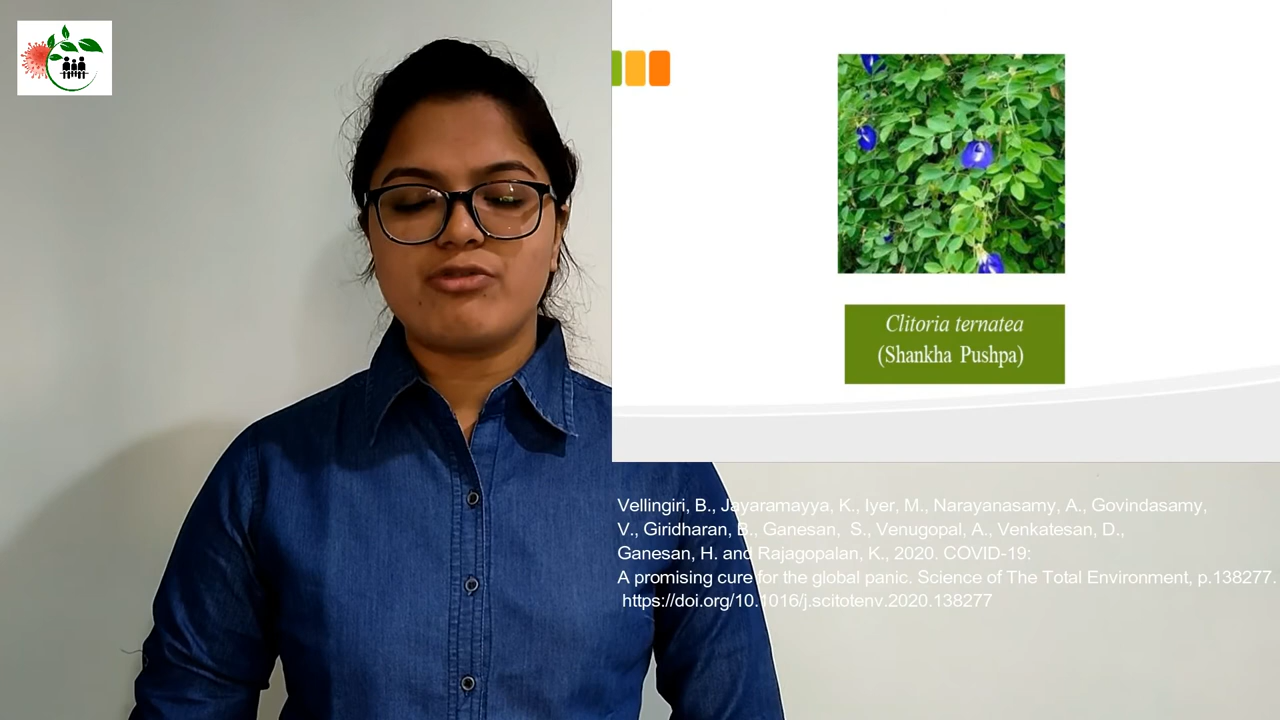 Clitoria ternatea
(Shankha Pushpa)
Vellingiri, B., Jayaramayya, K., Iyer, M., Narayanasamy, A., Govindasamy,
V., Giridharan, B., Ganesan, S., Venugopal, A., Venkatesan, D.,
Ganesan, H. and Rajagopalan, K., 2020. COVID-19:
A promising cure for the global panic. Science of The Total Environment, p.138277.
https://doi.org/10.1016/j.scitotenv.2020.138277